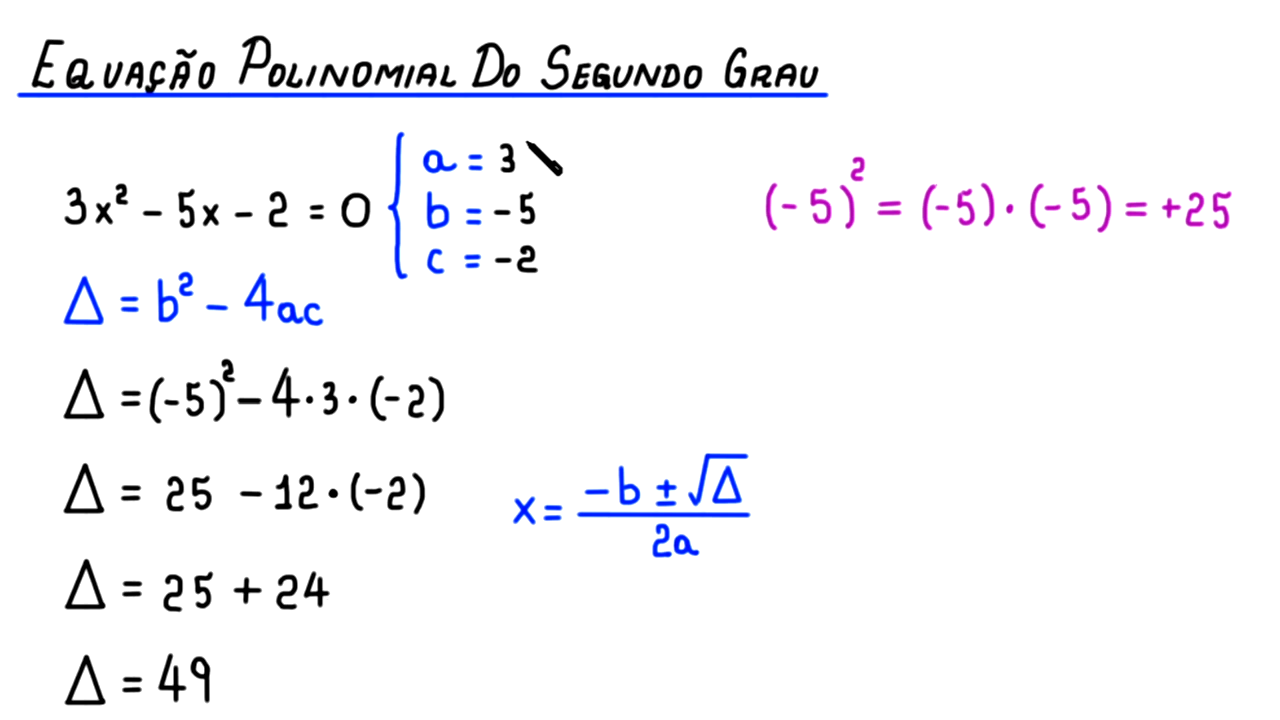 EQUAÇÃO POLINOMIAL DO SEGUNDO GRAU
3x² - 5x - 2 = 0 { a = 3
b = -5
c = -2
(-5)² = (-5)·(-5) = +25
Δ = b² - 4ac
Δ = (-5)² - 4·3·(-2)
Δ = 25 - 12·(-2)
x = (-b ± √Δ) / 2a
Δ = 25 + 24
Δ = 49